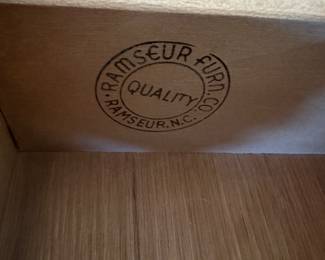 RAMSEUR FURN. CO.
QUALITY
RAMSEUR. N.C.